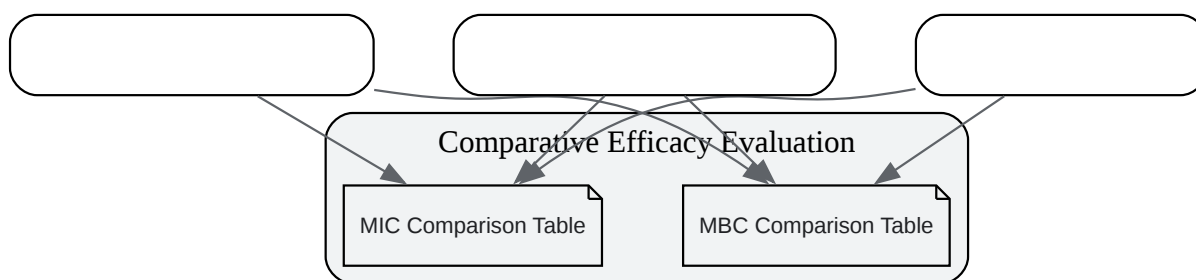 Comparative Efficacy Evaluation
MIC Comparison Table
MBC Comparison Table